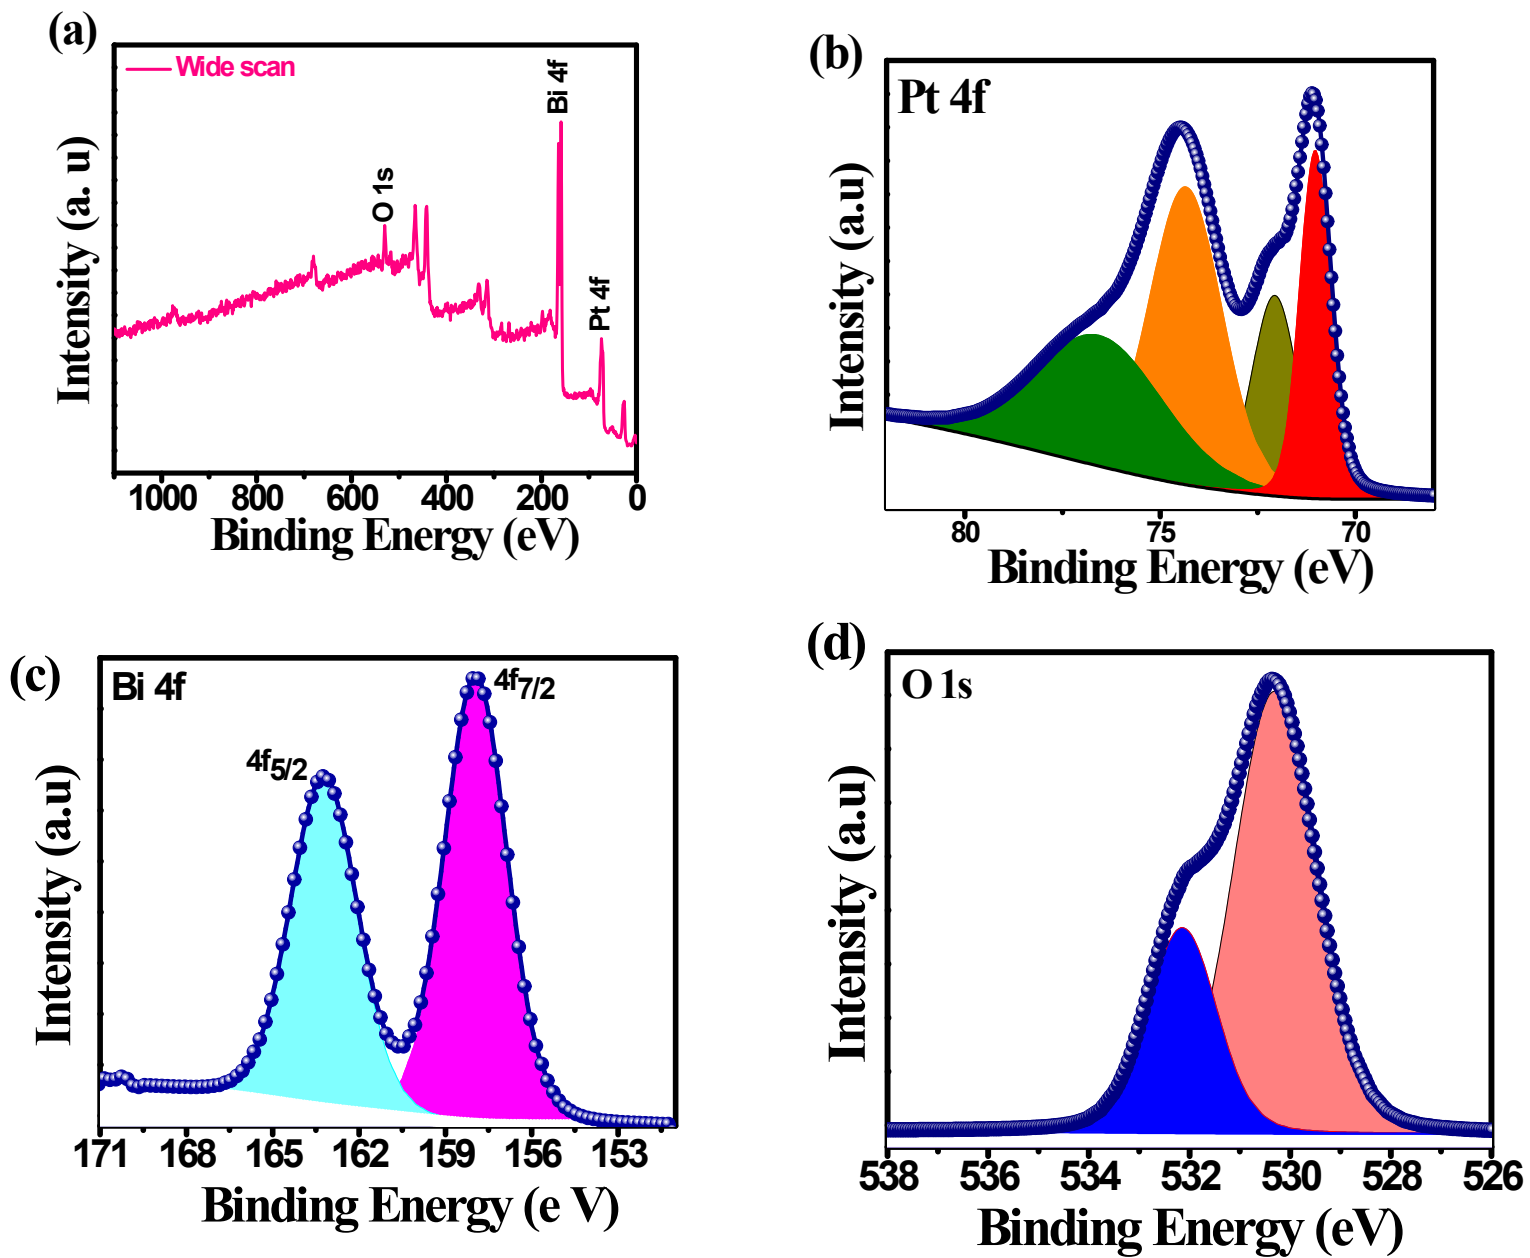 (a)
Wide scan
O 1s
Bi 4f
Pt 4f
Intensity (a. u)
1000 800 600 400 200 0
Binding Energy (eV)
(b)
Pt 4f
Intensity (a.u)
80 75 70
Binding Energy (eV)
(c)
Bi 4f
4f5/2
4f7/2
Intensity (a.u)
171 168 165 162 159 156 153
Binding Energy (e V)
(d)
O 1s
Intensity (a.u)
538 536 534 532 530 528 526
Binding Energy (eV)